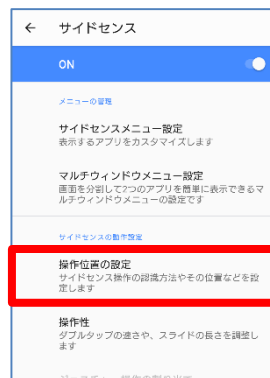 ← サイドセンス
ON
メニューの管理
サイドセンスメニュー設定
表示するアプリをカスタマイズします
マルチウィンドウメニュー設定
画面を分割して2つのアプリを簡単に表示できるマ
ルチウィンドウメニューの設定です
サイドセンスの動作設定
操作位置の設定
サイドセンス操作の認識方法やその位置などを設
定します
操作性
ダブルタップの速さや、スライドの長さを調整し
ます